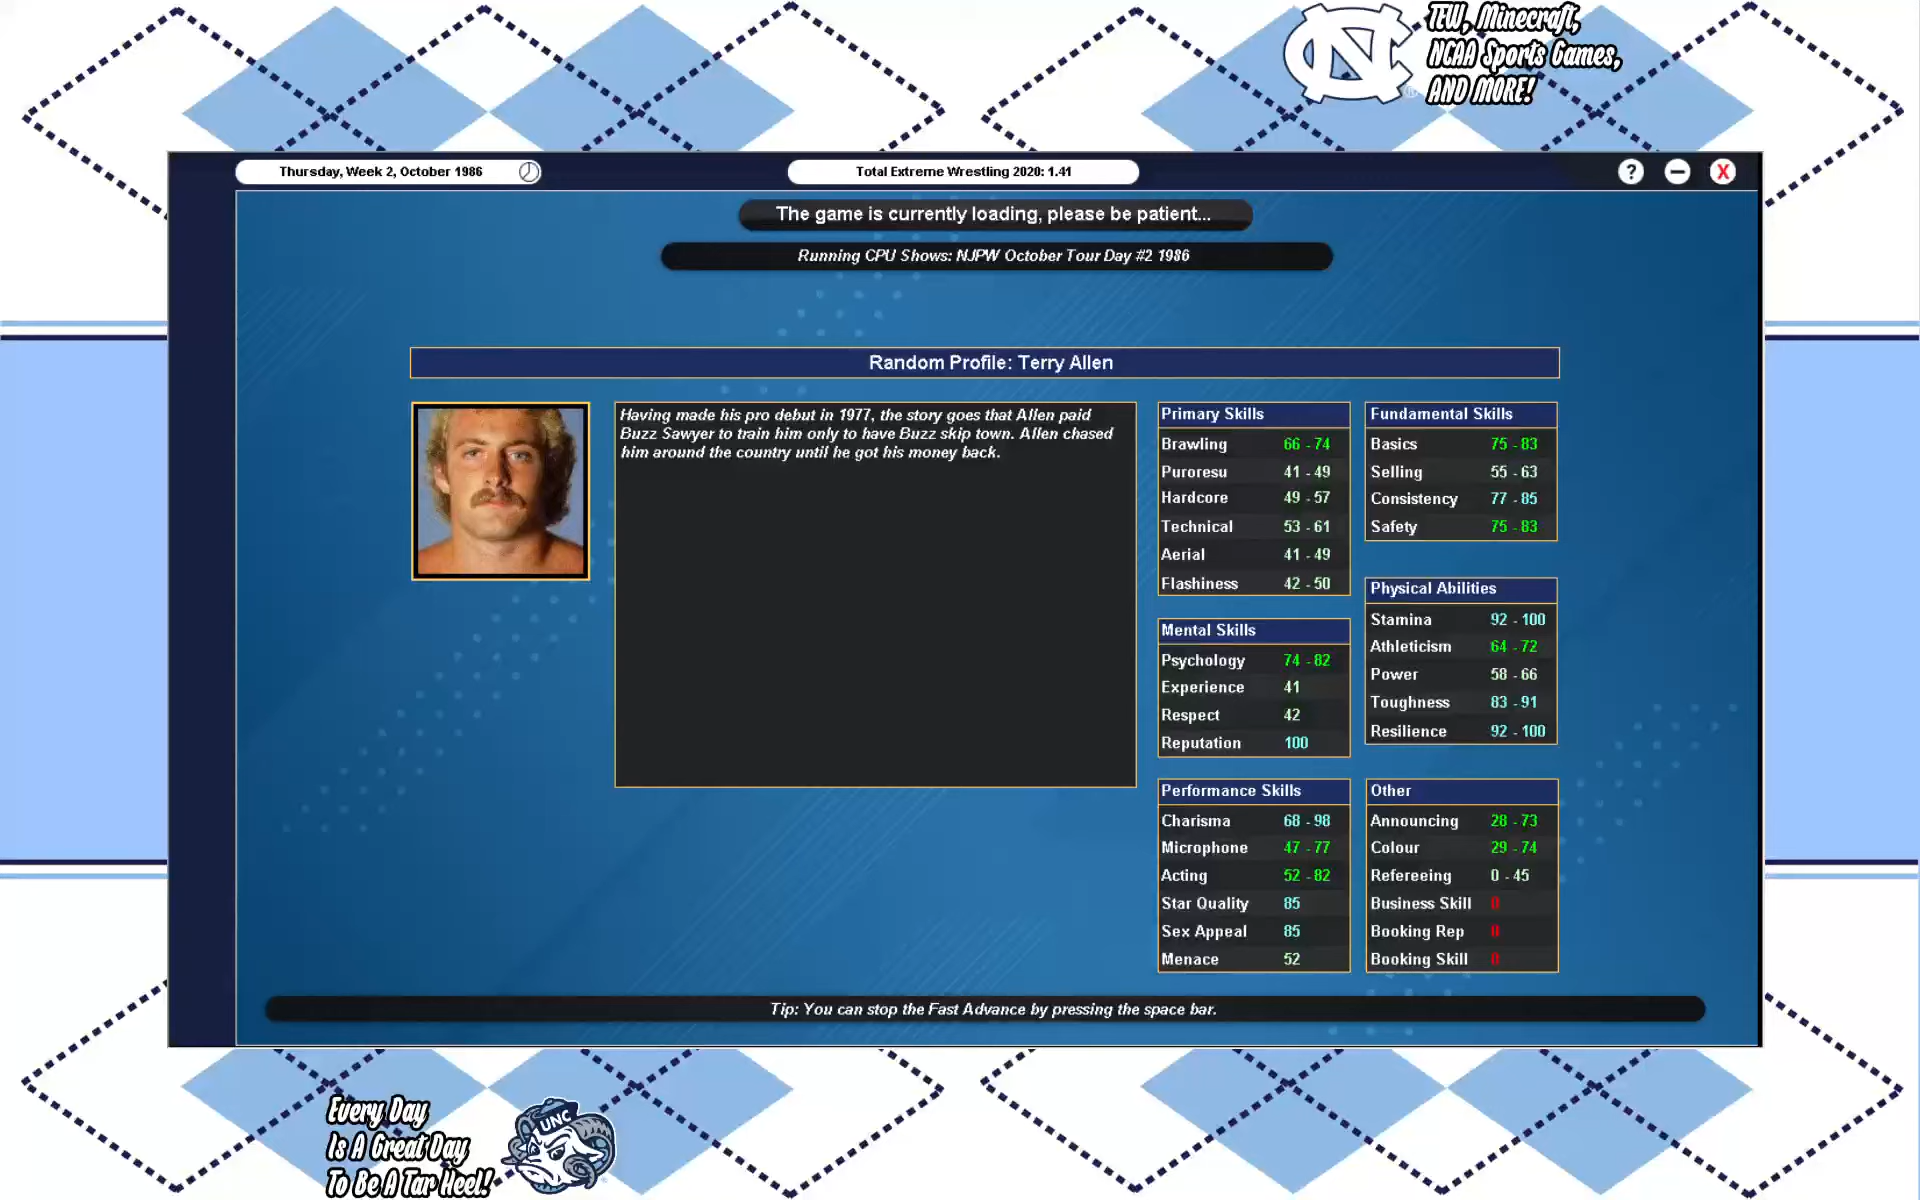 TEW, Minecraft,
NCAA Sports Games,
AND MORE!
Thursday, Week 2, October 1986
Total Extreme Wrestling 2020: 1.41
?
X
The game is currently loading, please be patient...
Running CPU Shows: NJPW October Tour Day #2 1986
Random Profile: Terry Allen
Having made his pro debut in 1977, the story goes that Allen paid
Buzz Sawyer to train him only to have Buzz skip town. Allen chased
him around the country until he got his money back.
Primary Skills
Brawling 66 - 74
Puroresu 41 - 49
Hardcore 49 - 57
Technical 53 - 61
Aerial 41 - 49
Flashiness 42 - 50
Mental Skills
Psychology 74 - 82
Experience 41
Respect 42
Reputation 100
Performance Skills
Charisma 68 - 98
Microphone 47 - 77
Acting 52 - 82
Star Quality 85
Sex Appeal 85
Menace 52
Fundamental Skills
Basics 75 - 83
Selling 55 - 63
Consistency 77 - 85
Safety 75 - 83
Physical Abilities
Stamina 92 - 100
Athleticism 64 - 72
Power 58 - 66
Toughness 83 - 91
Resilience 92 - 100
Other
Announcing 28 - 73
Colour 29 - 74
Refereeing 0 - 45
Business Skill 0
Booking Rep 0
Booking Skill 0
Tip: You can stop the Fast Advance by pressing the space bar.
Every Day
Is A Great Day
To Be A Tar Heel!
UNC